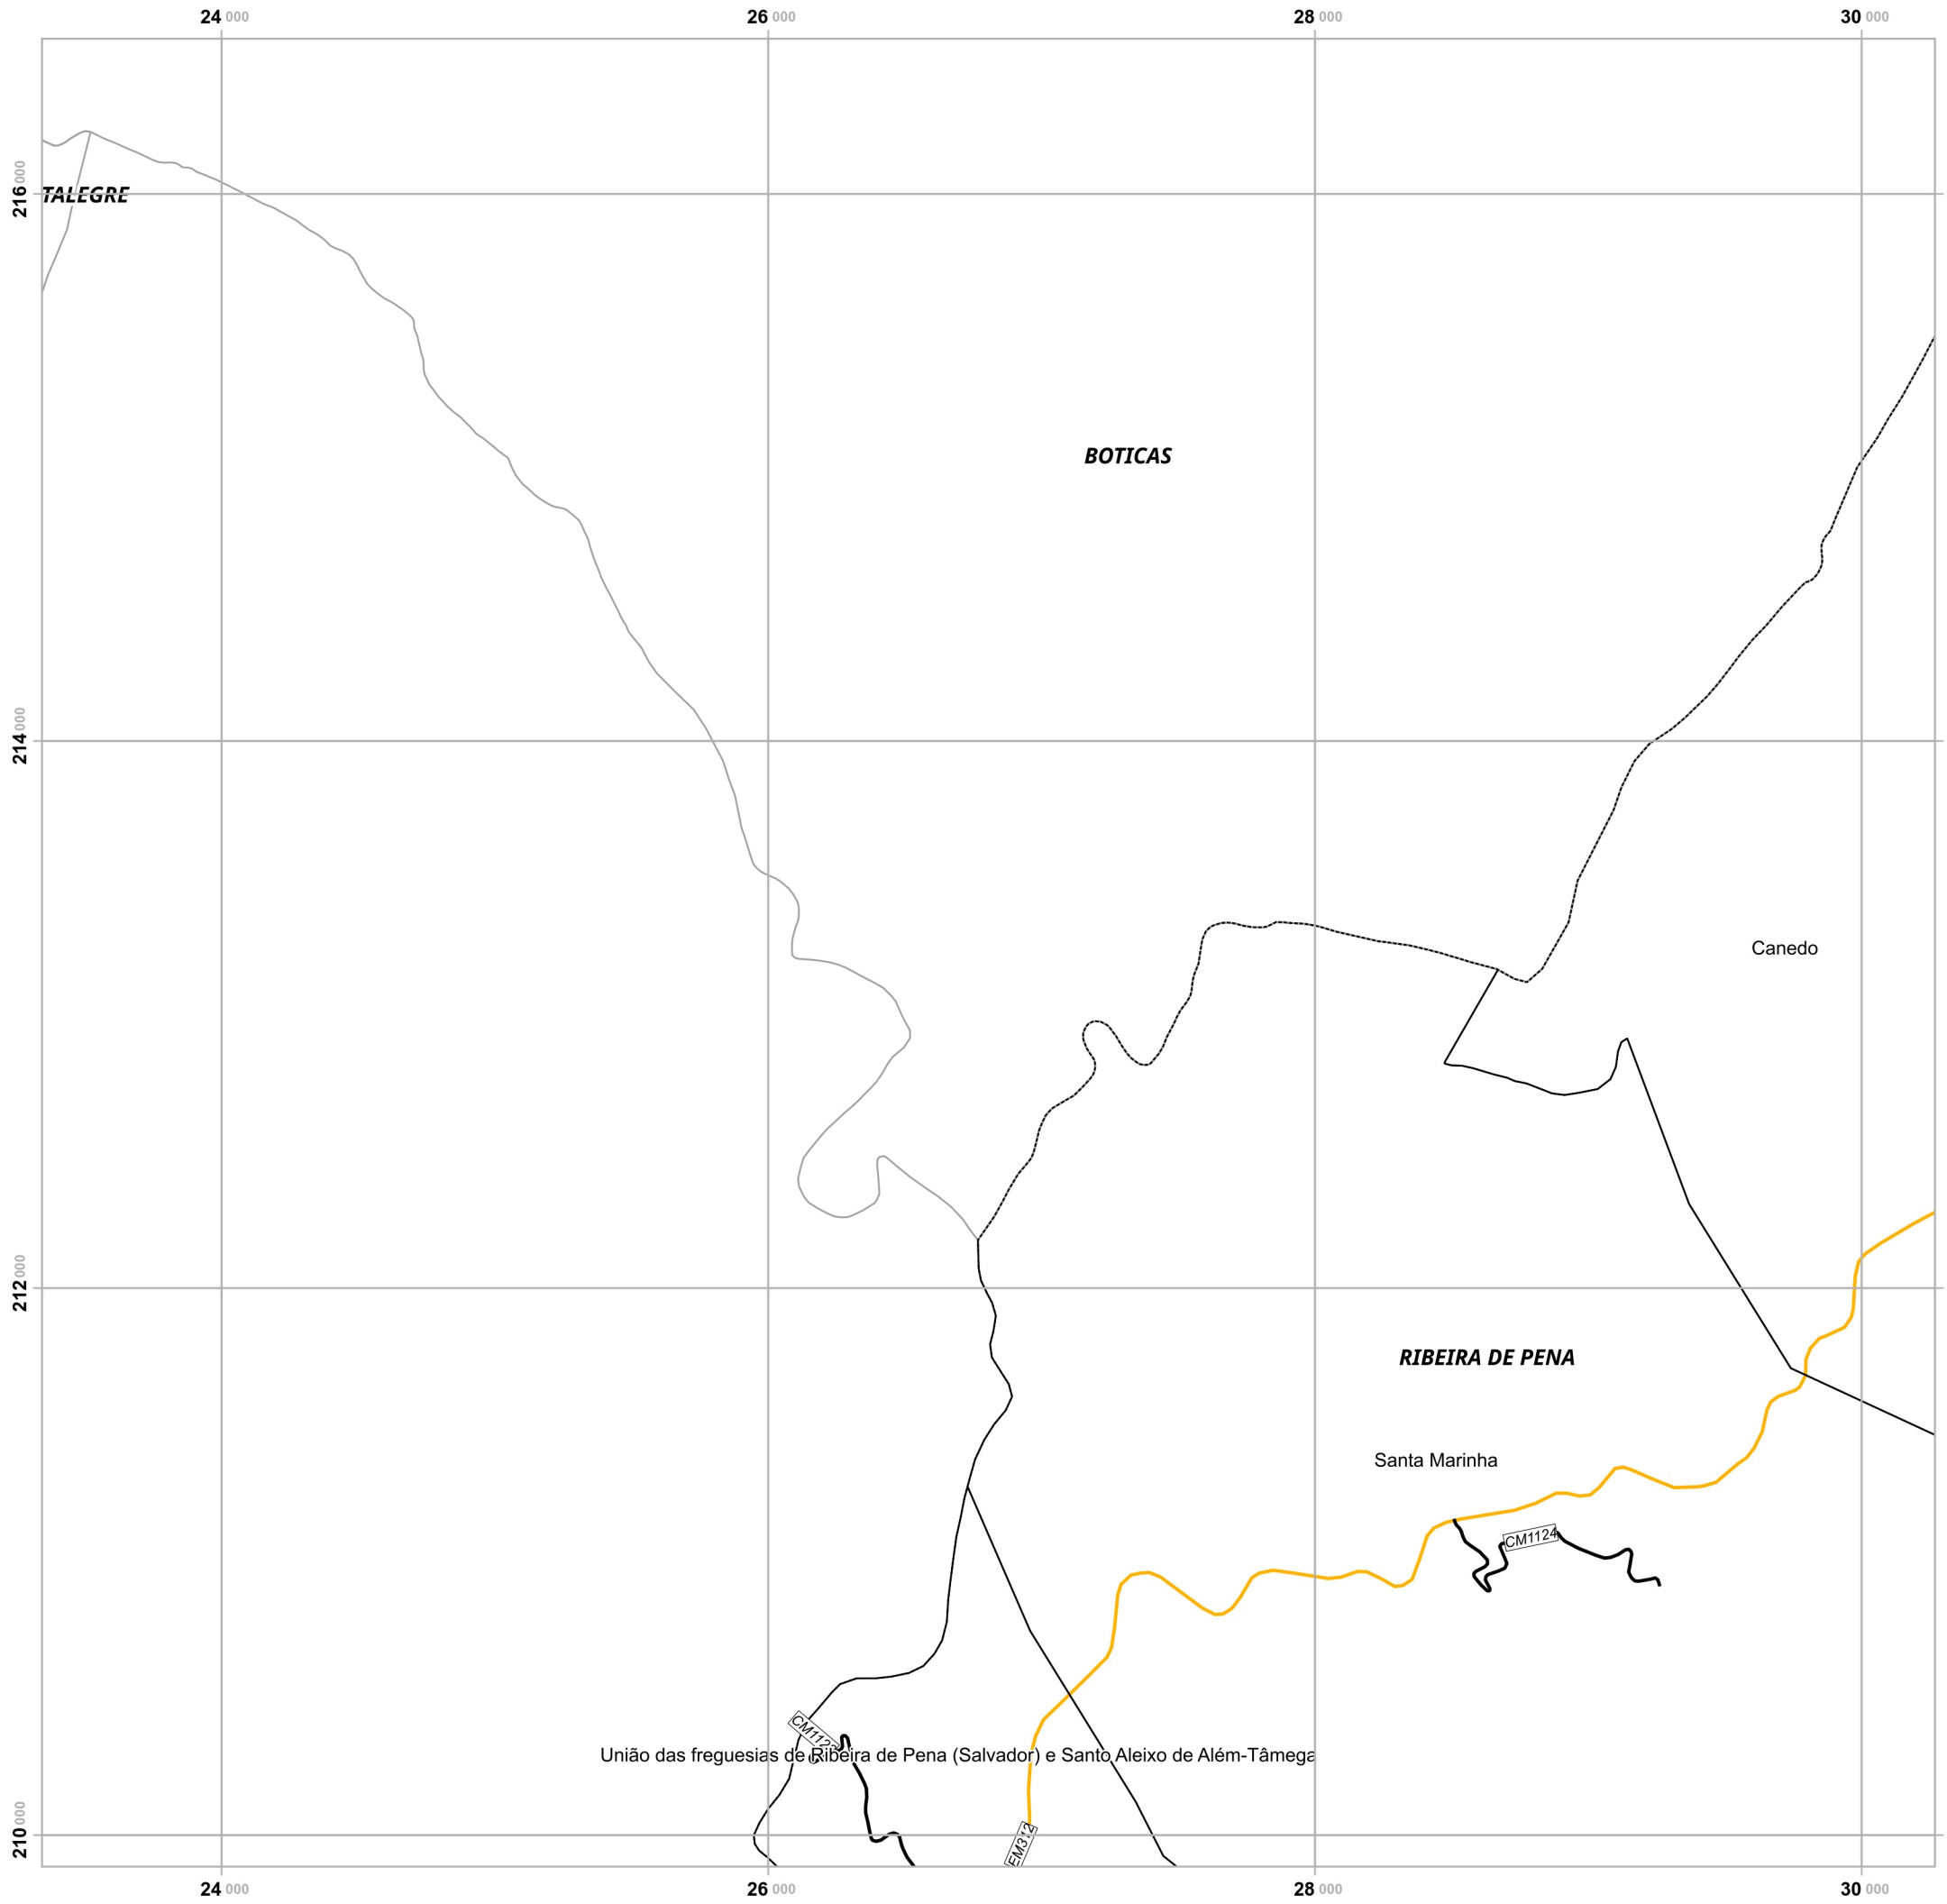 24 000 26 000 28 000 30 000
216 000
TALEGRE
BOTICAS
214 000
Canedo
212 000
RIBEIRA DE PENA
Santa Marinha
CM1124
União das freguesias de Ribeira de Pena (Salvador) e Santo Aleixo de Além-Tâmega
EM312
210 000
24 000 26 000 28 000 30 000